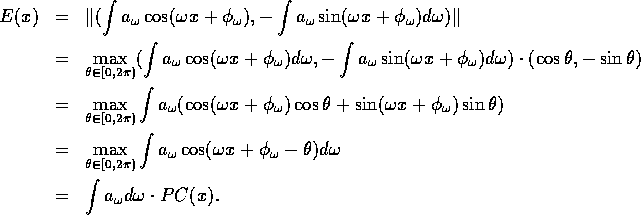 E(x) = ‖(∫ a_ω cos(ωx + ϕ_ω), −∫ a_ω sin(ωx + ϕ_ω)dω)‖
= max_{θ∈[0,2π)} (∫ a_ω cos(ωx + ϕ_ω)dω, −∫ a_ω sin(ωx + ϕ_ω)dω) · (cos θ, −sin θ)
= max_{θ∈[0,2π)} ∫ a_ω(cos(ωx + ϕ_ω) cos θ + sin(ωx + ϕ_ω) sin θ)
= max_{θ∈[0,2π)} ∫ a_ω cos(ωx + ϕ_ω − θ)dω
= ∫ a_ω dω · PC(x).